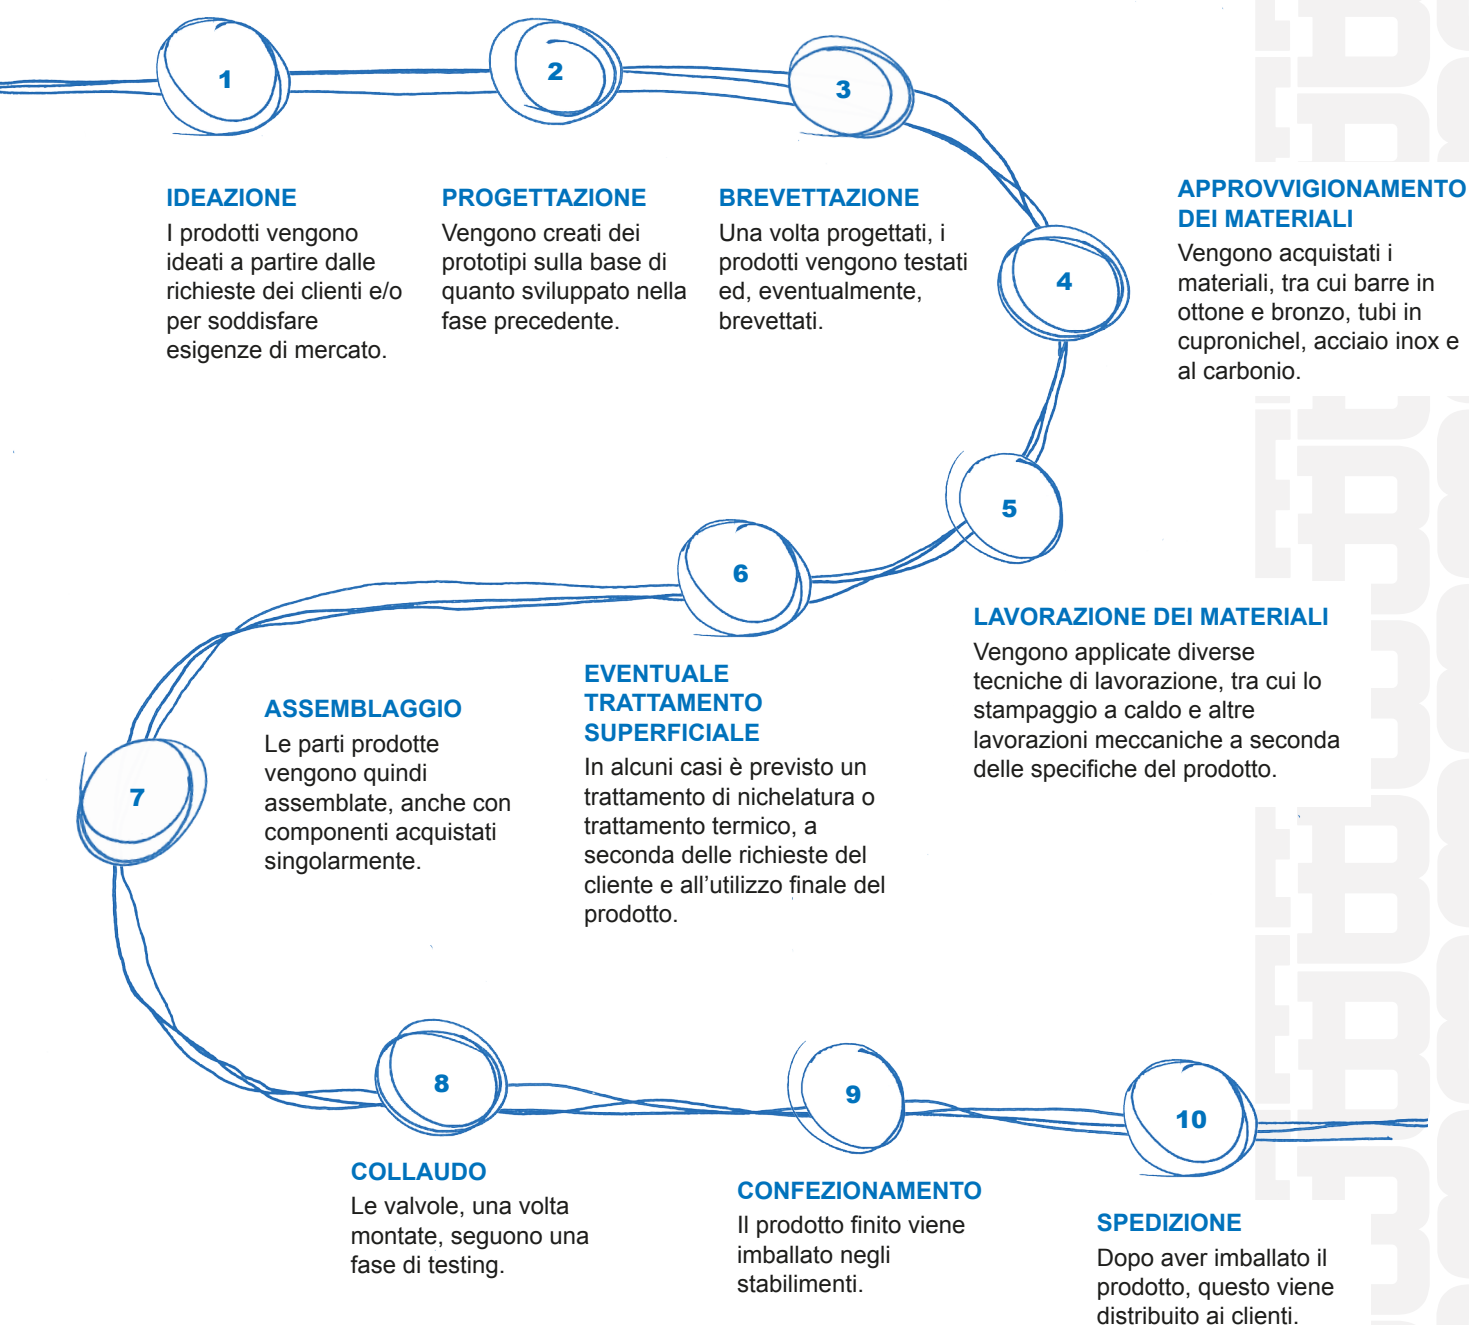 1
IDEAZIONE
I prodotti vengono
ideati a partire dalle
richieste dei clienti e/o
per soddisfare
esigenze di mercato.
2
PROGETTAZIONE
Vengono creati dei
prototipi sulla base di
quanto sviluppato nella
fase precedente.
3
BREVETTAZIONE
Una volta progettati, i
prodotti vengono testati
ed, eventualmente,
brevettati.
4
APPROVVIGIONAMENTO
DEI MATERIALI
Vengono acquistati i
materiali, tra cui barre in
ottone e bronzo, tubi in
cupronichel, acciaio inox e
al carbonio.
5
LAVORAZIONE DEI MATERIALI
Vengono applicate diverse
tecniche di lavorazione, tra cui lo
stampaggio a caldo e altre
lavorazioni meccaniche a seconda
delle specifiche del prodotto.
6
EVENTUALE
TRATTAMENTO
SUPERFICIALE
In alcuni casi è previsto un
trattamento di nichelatura o
trattamento termico, a
seconda delle richieste del
cliente e all’utilizzo finale del
prodotto.
7
ASSEMBLAGGIO
Le parti prodotte
vengono quindi
assemblate, anche con
componenti acquistati
singolarmente.
8
COLLAUDO
Le valvole, una volta
montate, seguono una
fase di testing.
9
CONFEZIONAMENTO
Il prodotto finito viene
imballato negli
stabilimenti.
10
SPEDIZIONE
Dopo aver imballato il
prodotto, questo viene
distribuito ai clienti.